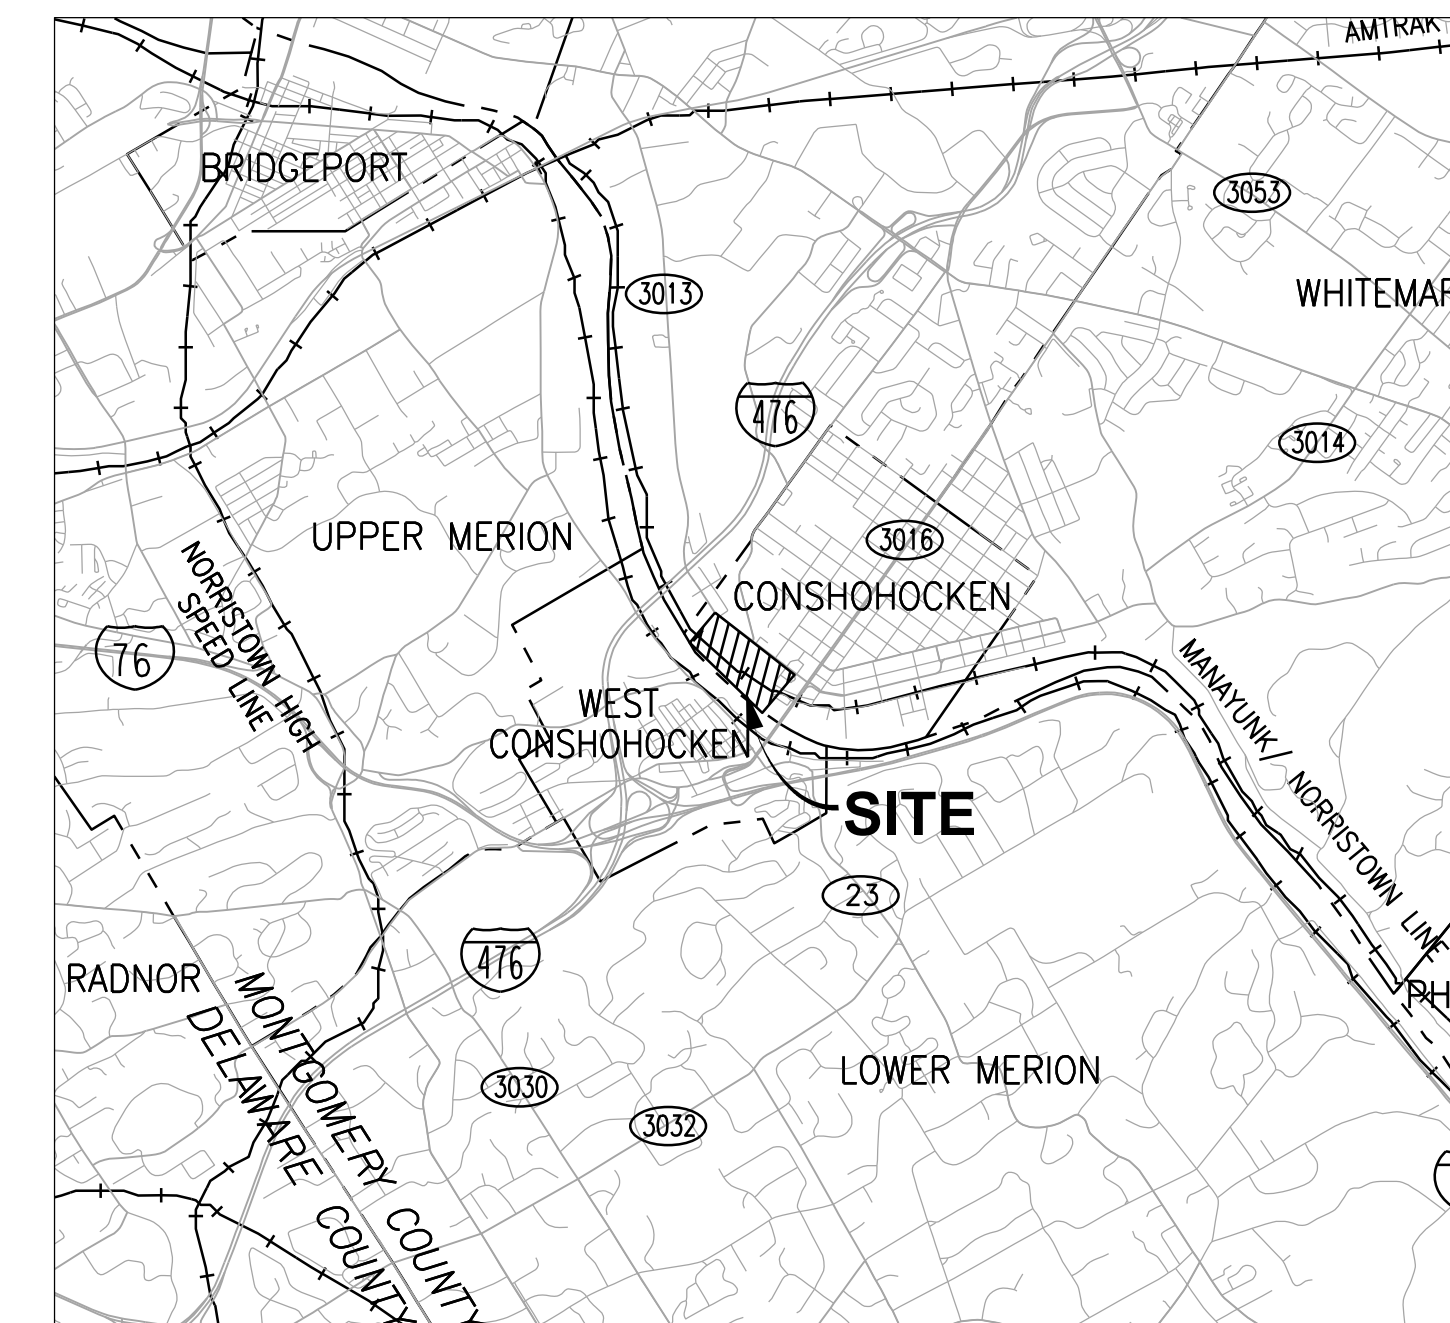 AMTRAK
BRIDGEPORT
3053
3013
WHITEMAR
476
3014
UPPER MERION
3016
CONSHOHOCKEN
NORRISTOWN HIGH
SPEED LINE
76
MANAYUNK/ NORRISTOWN LINE
WEST
CONSHOHOCKEN
SITE
23
476
RADNOR
PH
MONTGOMERY COUNTY
DELAWARE COUNTY
LOWER MERION
3030
3032